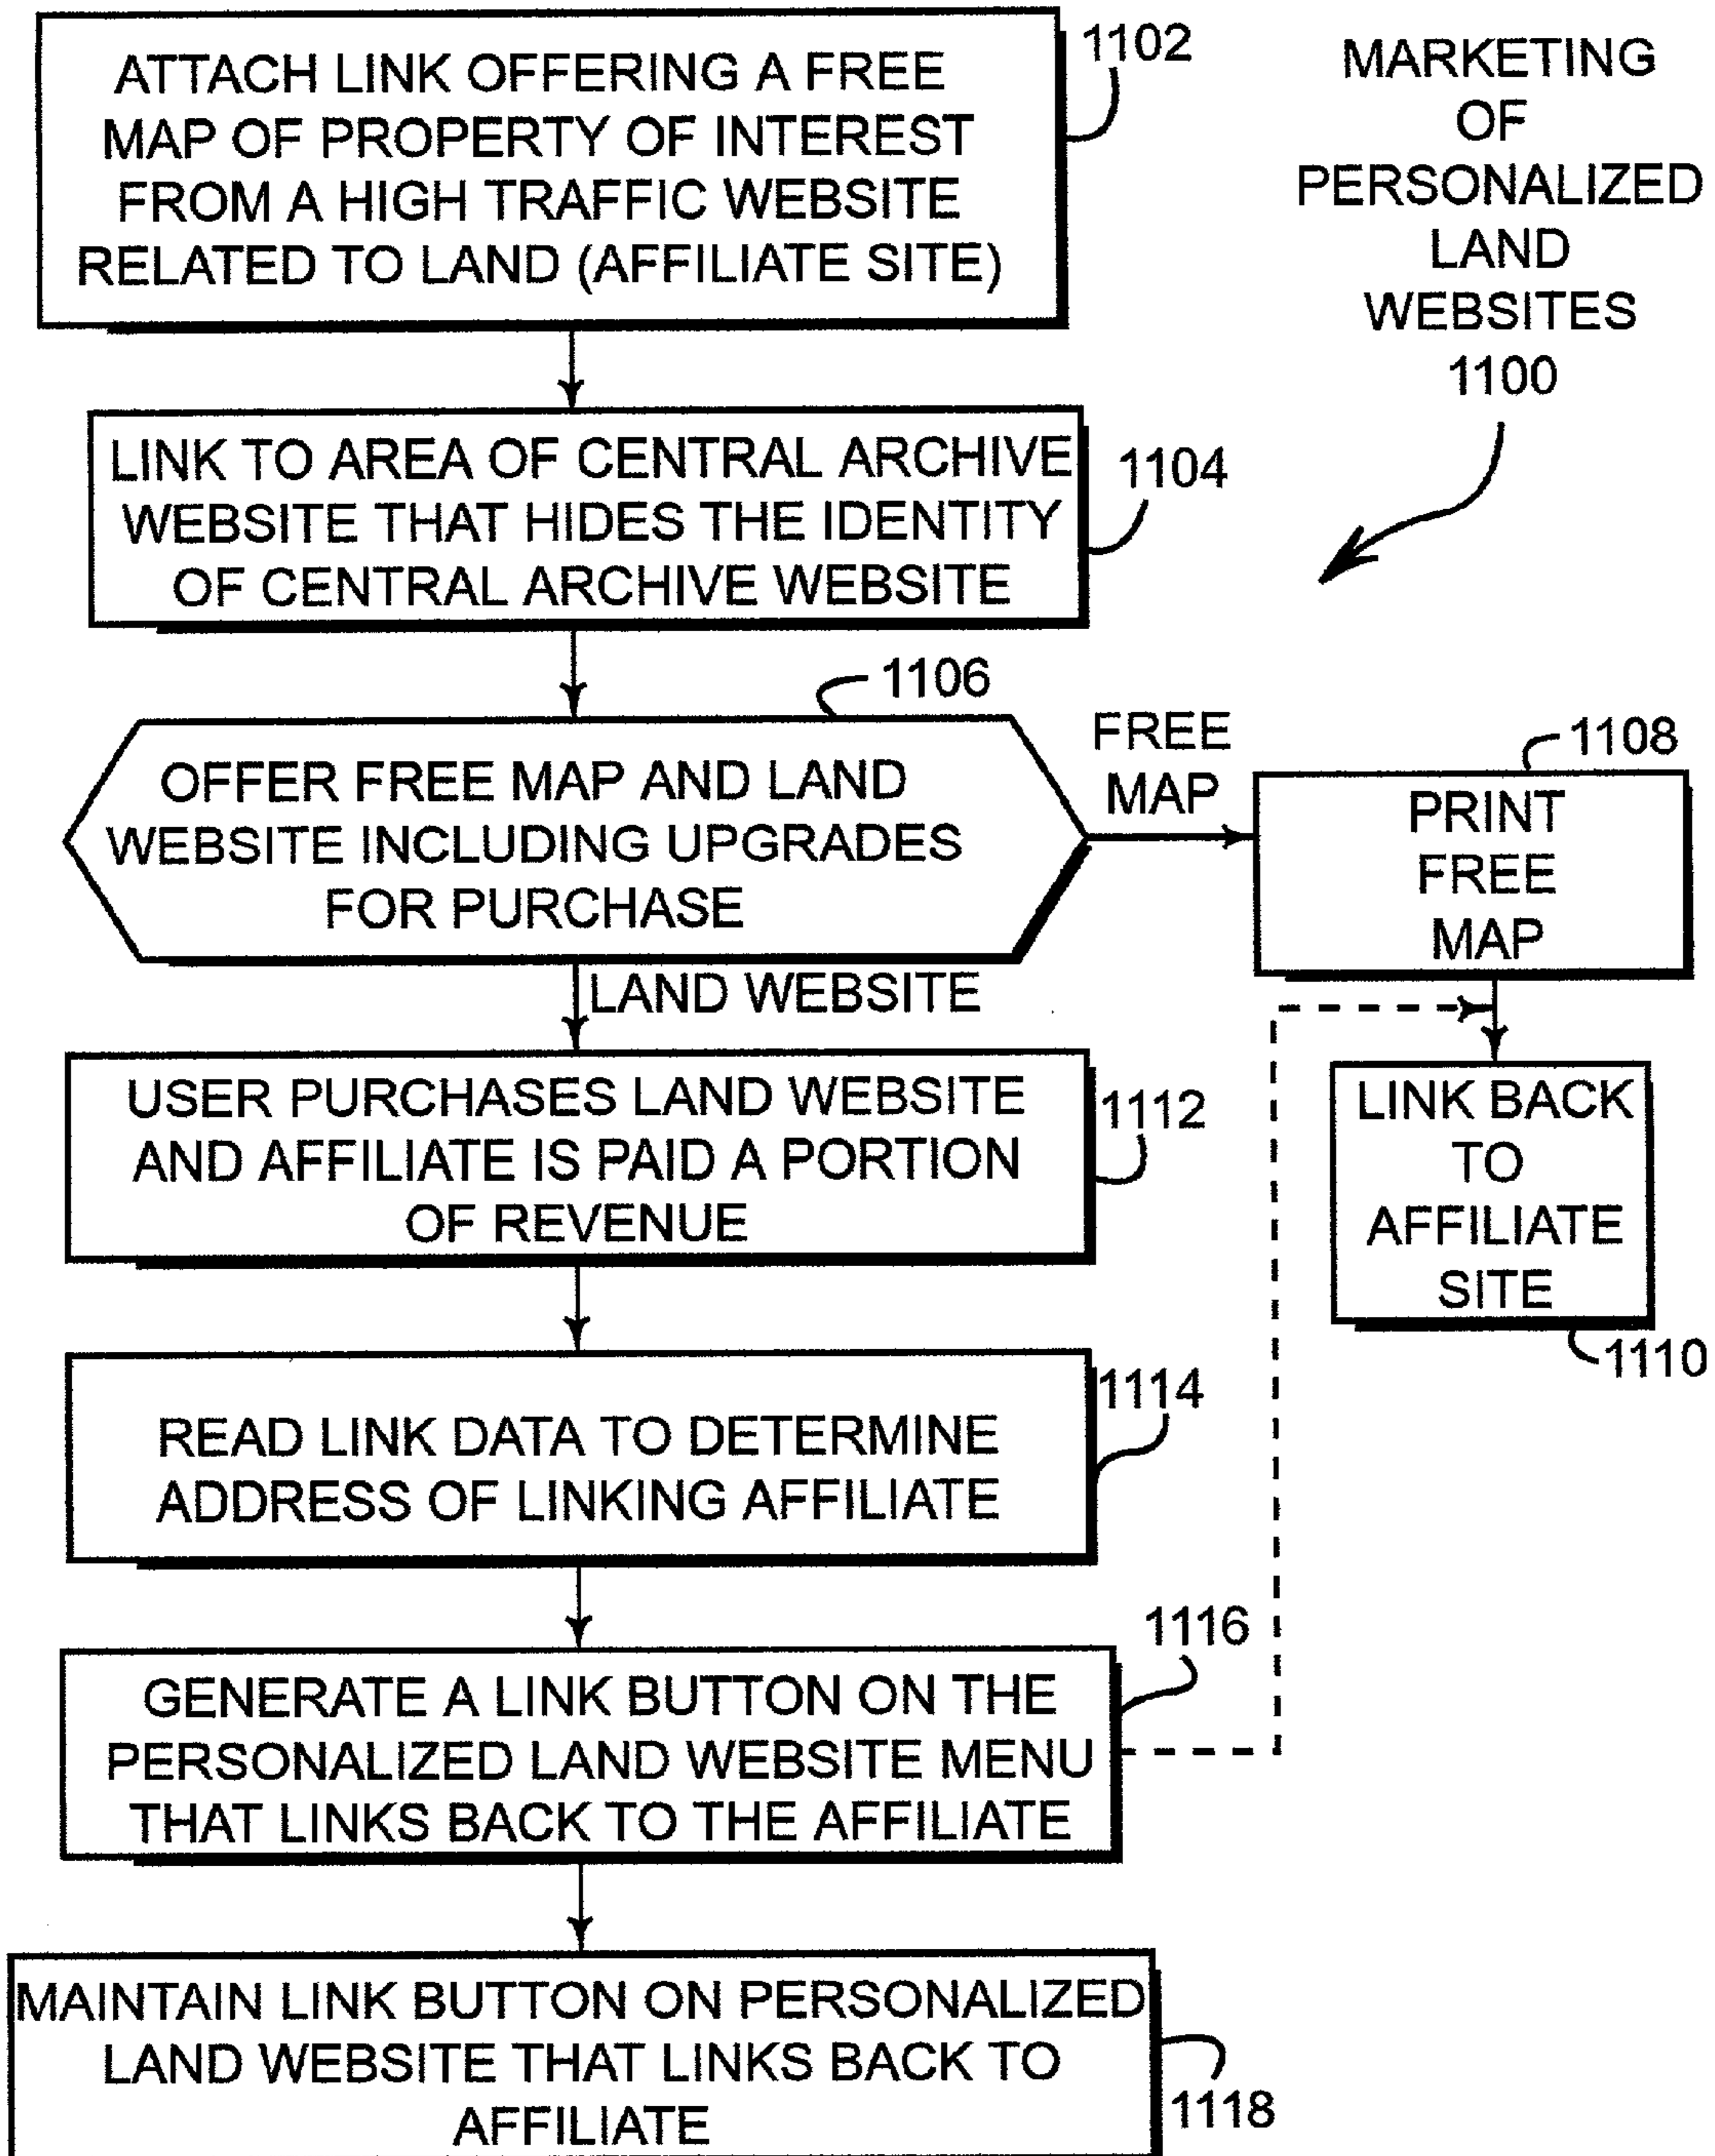 ATTACH LINK OFFERING A FREE
MAP OF PROPERTY OF INTEREST
FROM A HIGH TRAFFIC WEBSITE
RELATED TO LAND (AFFILIATE SITE)
1102
MARKETING
OF
PERSONALIZED
LAND
WEBSITES
1100
LINK TO AREA OF CENTRAL ARCHIVE
WEBSITE THAT HIDES THE IDENTITY
OF CENTRAL ARCHIVE WEBSITE
1104
1106
OFFER FREE MAP AND LAND
WEBSITE INCLUDING UPGRADES
FOR PURCHASE
FREE
MAP
1108
PRINT
FREE
MAP
LAND WEBSITE
LINK BACK
TO
AFFILIATE
SITE
1110
USER PURCHASES LAND WEBSITE
AND AFFILIATE IS PAID A PORTION
OF REVENUE
1112
READ LINK DATA TO DETERMINE
ADDRESS OF LINKING AFFILIATE
1114
GENERATE A LINK BUTTON ON THE
PERSONALIZED LAND WEBSITE MENU
THAT LINKS BACK TO THE AFFILIATE
1116
MAINTAIN LINK BUTTON ON PERSONALIZED
LAND WEBSITE THAT LINKS BACK TO
AFFILIATE
1118